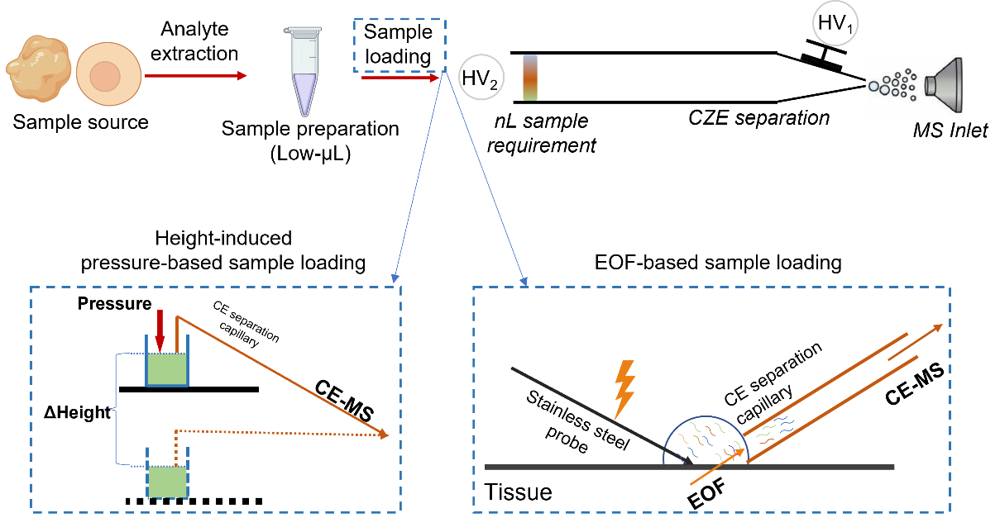 Analyte
extraction
Sample
loading
HV1
HV2
Sample source
Sample preparation
(Low-µL)
nL sample
requirement
CZE separation
MS Inlet
Height-induced
pressure-based sample loading
Pressure
CE separation
capillary
CE-MS
ΔHeight
EOF-based sample loading
Stainless steel
probe
CE separation
capillary
CE-MS
EOF
Tissue